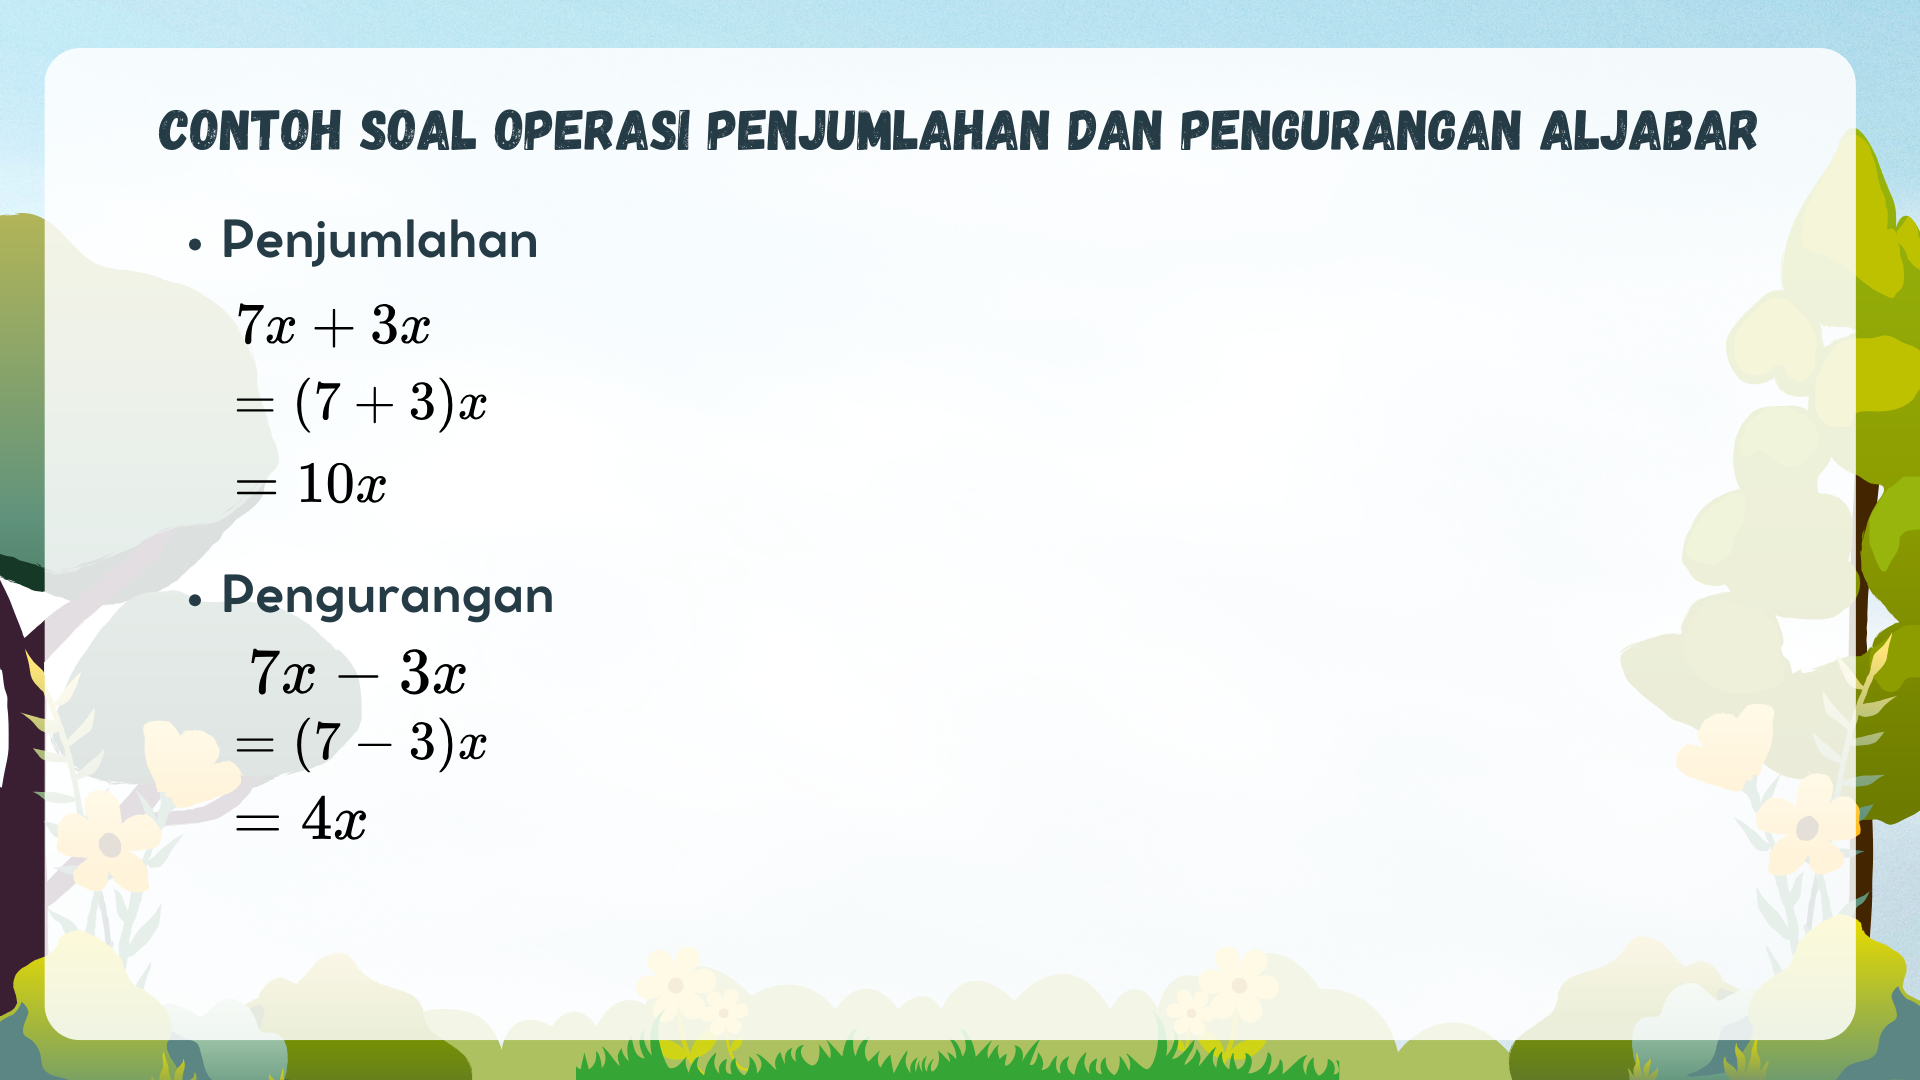 CONTOH SOAL OPERASI PENJUMLAHAN DAN PENGURANGAN ALJABAR
• Penjumlahan
7x + 3x
= (7 + 3)x
= 10x
• Pengurangan
7x − 3x
= (7 − 3)x
= 4x